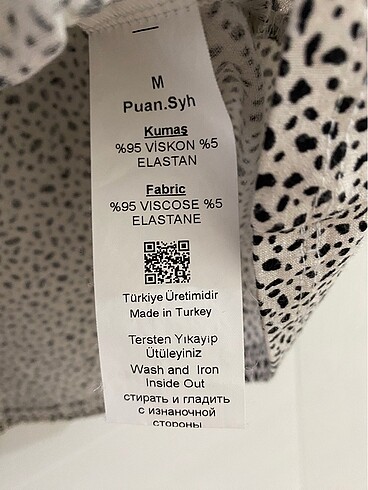 M
Puan.Syh
Kumaş
%95 VİSKON %5
ELASTAN
Fabric
%95 VISCOSE %5
ELASTANE
Türkiye Üretimidir
Made in Turkey
Tersten Yıkayıp
Ütüleyiniz
Wash and Iron
Inside Out
стирать и гладить
с изнаночной
стороны